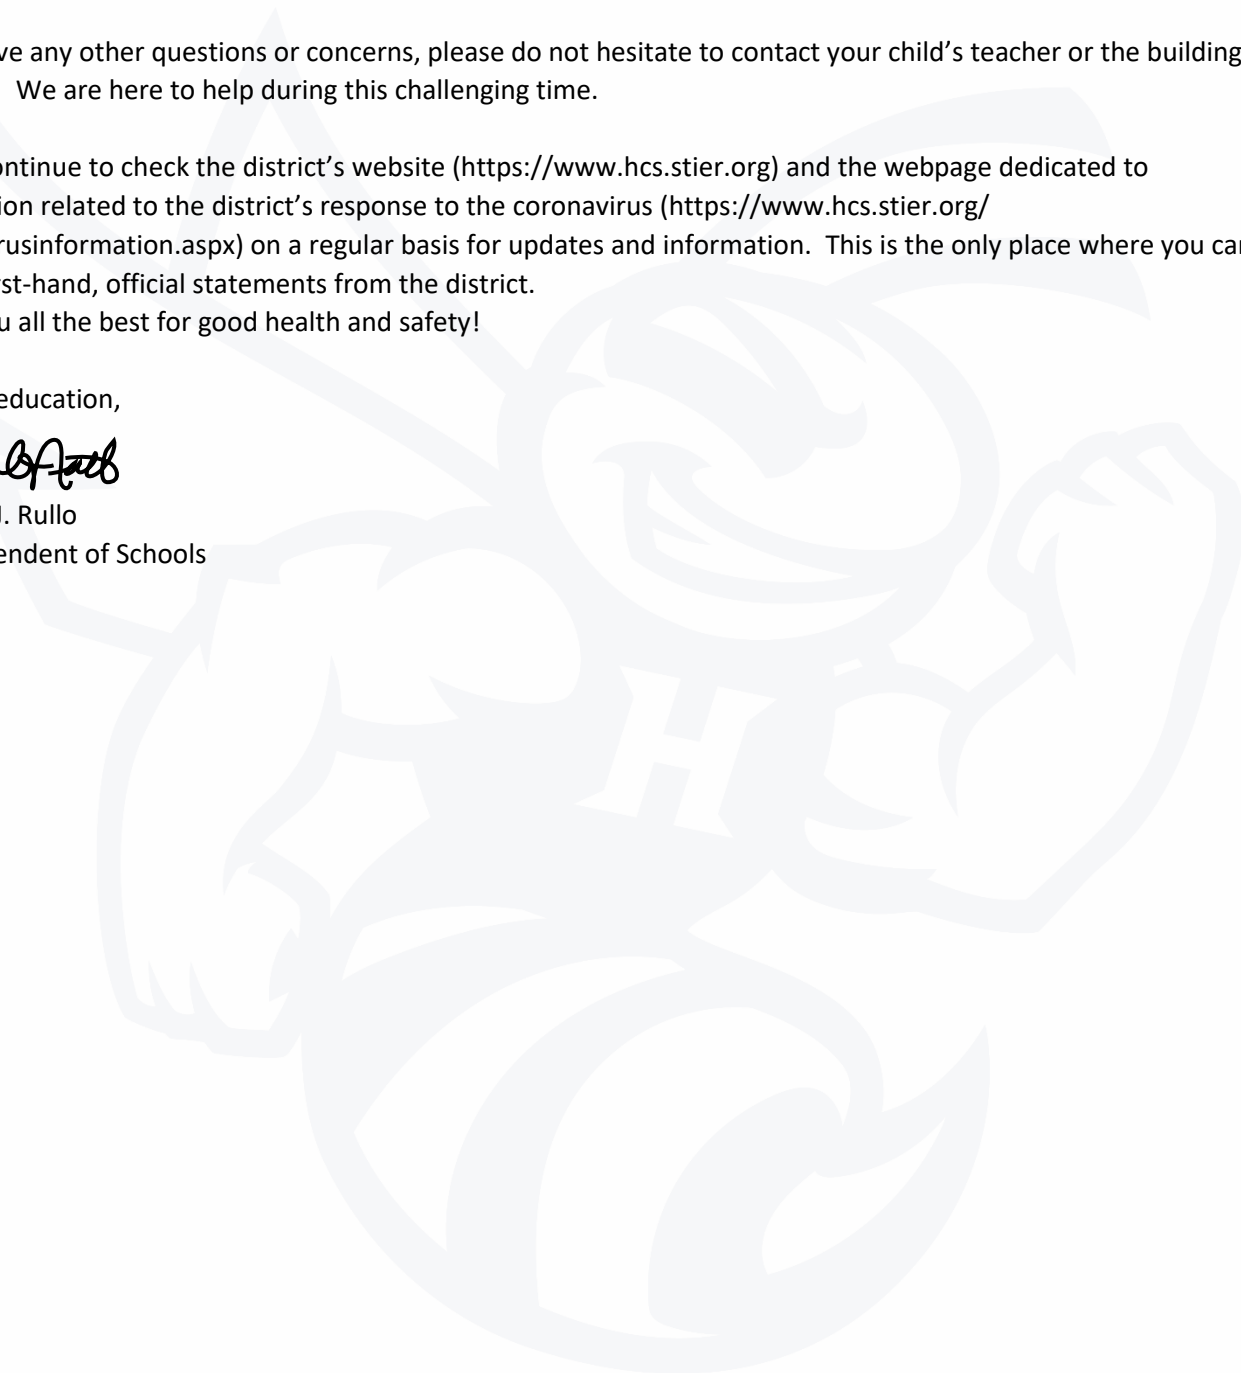 ve any other questions or concerns, please do not hesitate to contact your child’s teacher or the building
We are here to help during this challenging time.
ontinue to check the district’s website (https://www.hcs.stier.org) and the webpage dedicated to
ion related to the district’s response to the coronavirus (https://www.hcs.stier.org/
rusinformation.aspx) on a regular basis for updates and information.  This is the only place where you can
rst-hand, official statements from the district.
u all the best for good health and safety!
education,
J. Rullo
endent of Schools
H